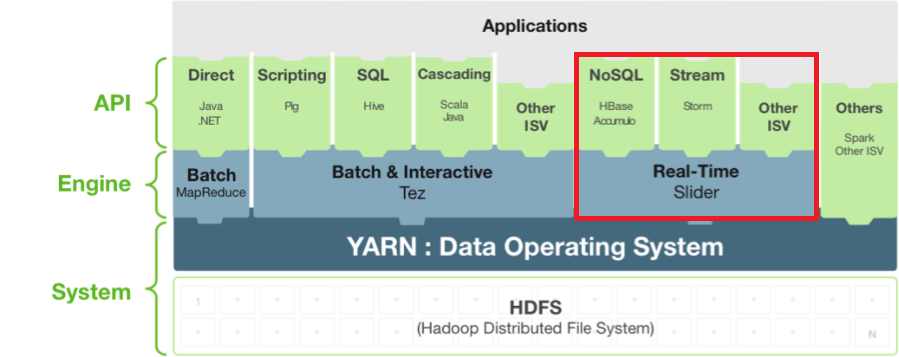 Applications
API
Direct
Java
.NET
Scripting
Pig
SQL
Hive
Cascading
Scala
Java
Other
ISV
NoSQL
HBase
Accumulo
Stream
Storm
Other
ISV
Others
Spark
Other ISV
Engine
Batch
MapReduce
Batch & Interactive
Tez
Real-Time
Slider
System
YARN : Data Operating System
1
HDFS
(Hadoop Distributed File System)
N